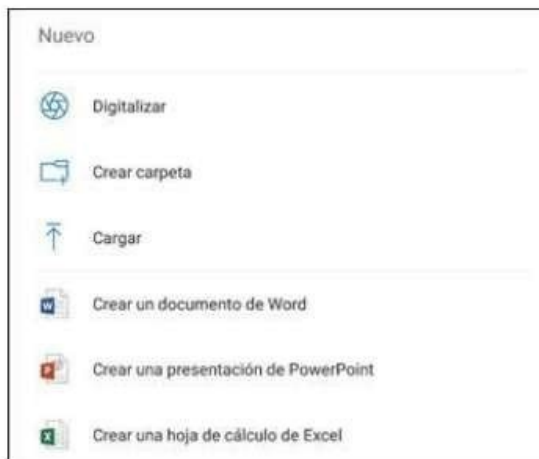 Nuevo
Digitalizar
Crear carpeta
Cargar
Crear un documento de Word
Crear una presentación de PowerPoint
Crear una hoja de cálculo de Excel